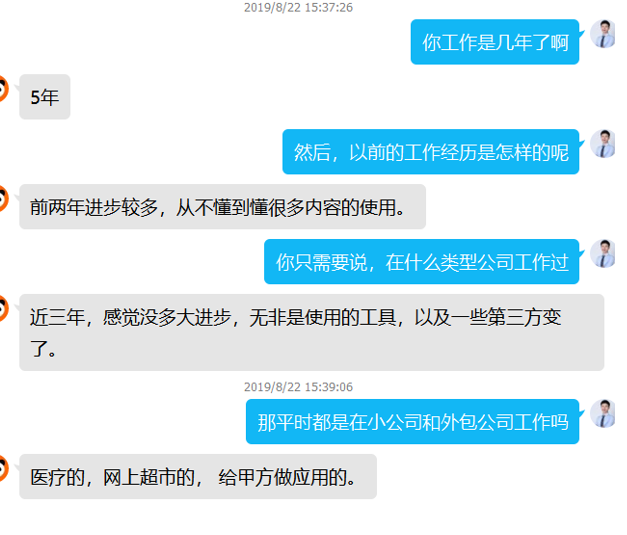 2019/8/22 15:37:26
你工作是几年了啊
5年
然后，以前的工作经历是怎样的呢
前两年进步较多，从不懂到懂很多内容的使用。
你只需要说，在什么类型公司工作过
近三年，感觉没多大进步，无非是使用的工具，以及一些第三方变
了。
2019/8/22 15:39:06
那平时都是在小公司和外包公司工作吗
医疗的，网上超市的， 给甲方做应用的。